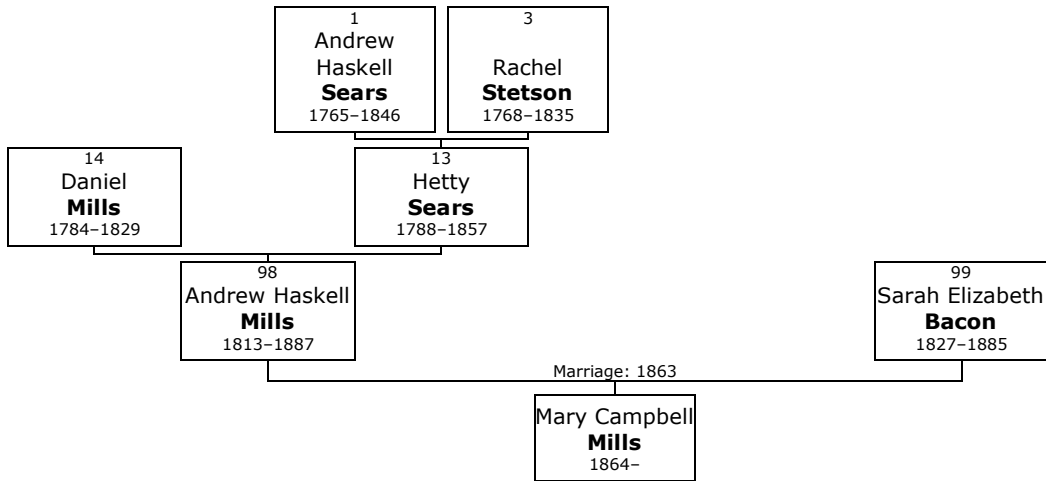 1
Andrew
Haskell
Sears
1765–1846
3
Rachel
Stetson
1768–1835
14
Daniel
Mills
1784–1829
13
Hetty
Sears
1788–1857
98
Andrew Haskell
Mills
1813–1887
99
Sarah Elizabeth
Bacon
1827–1885
Marriage: 1863
Mary Campbell
Mills
1864–